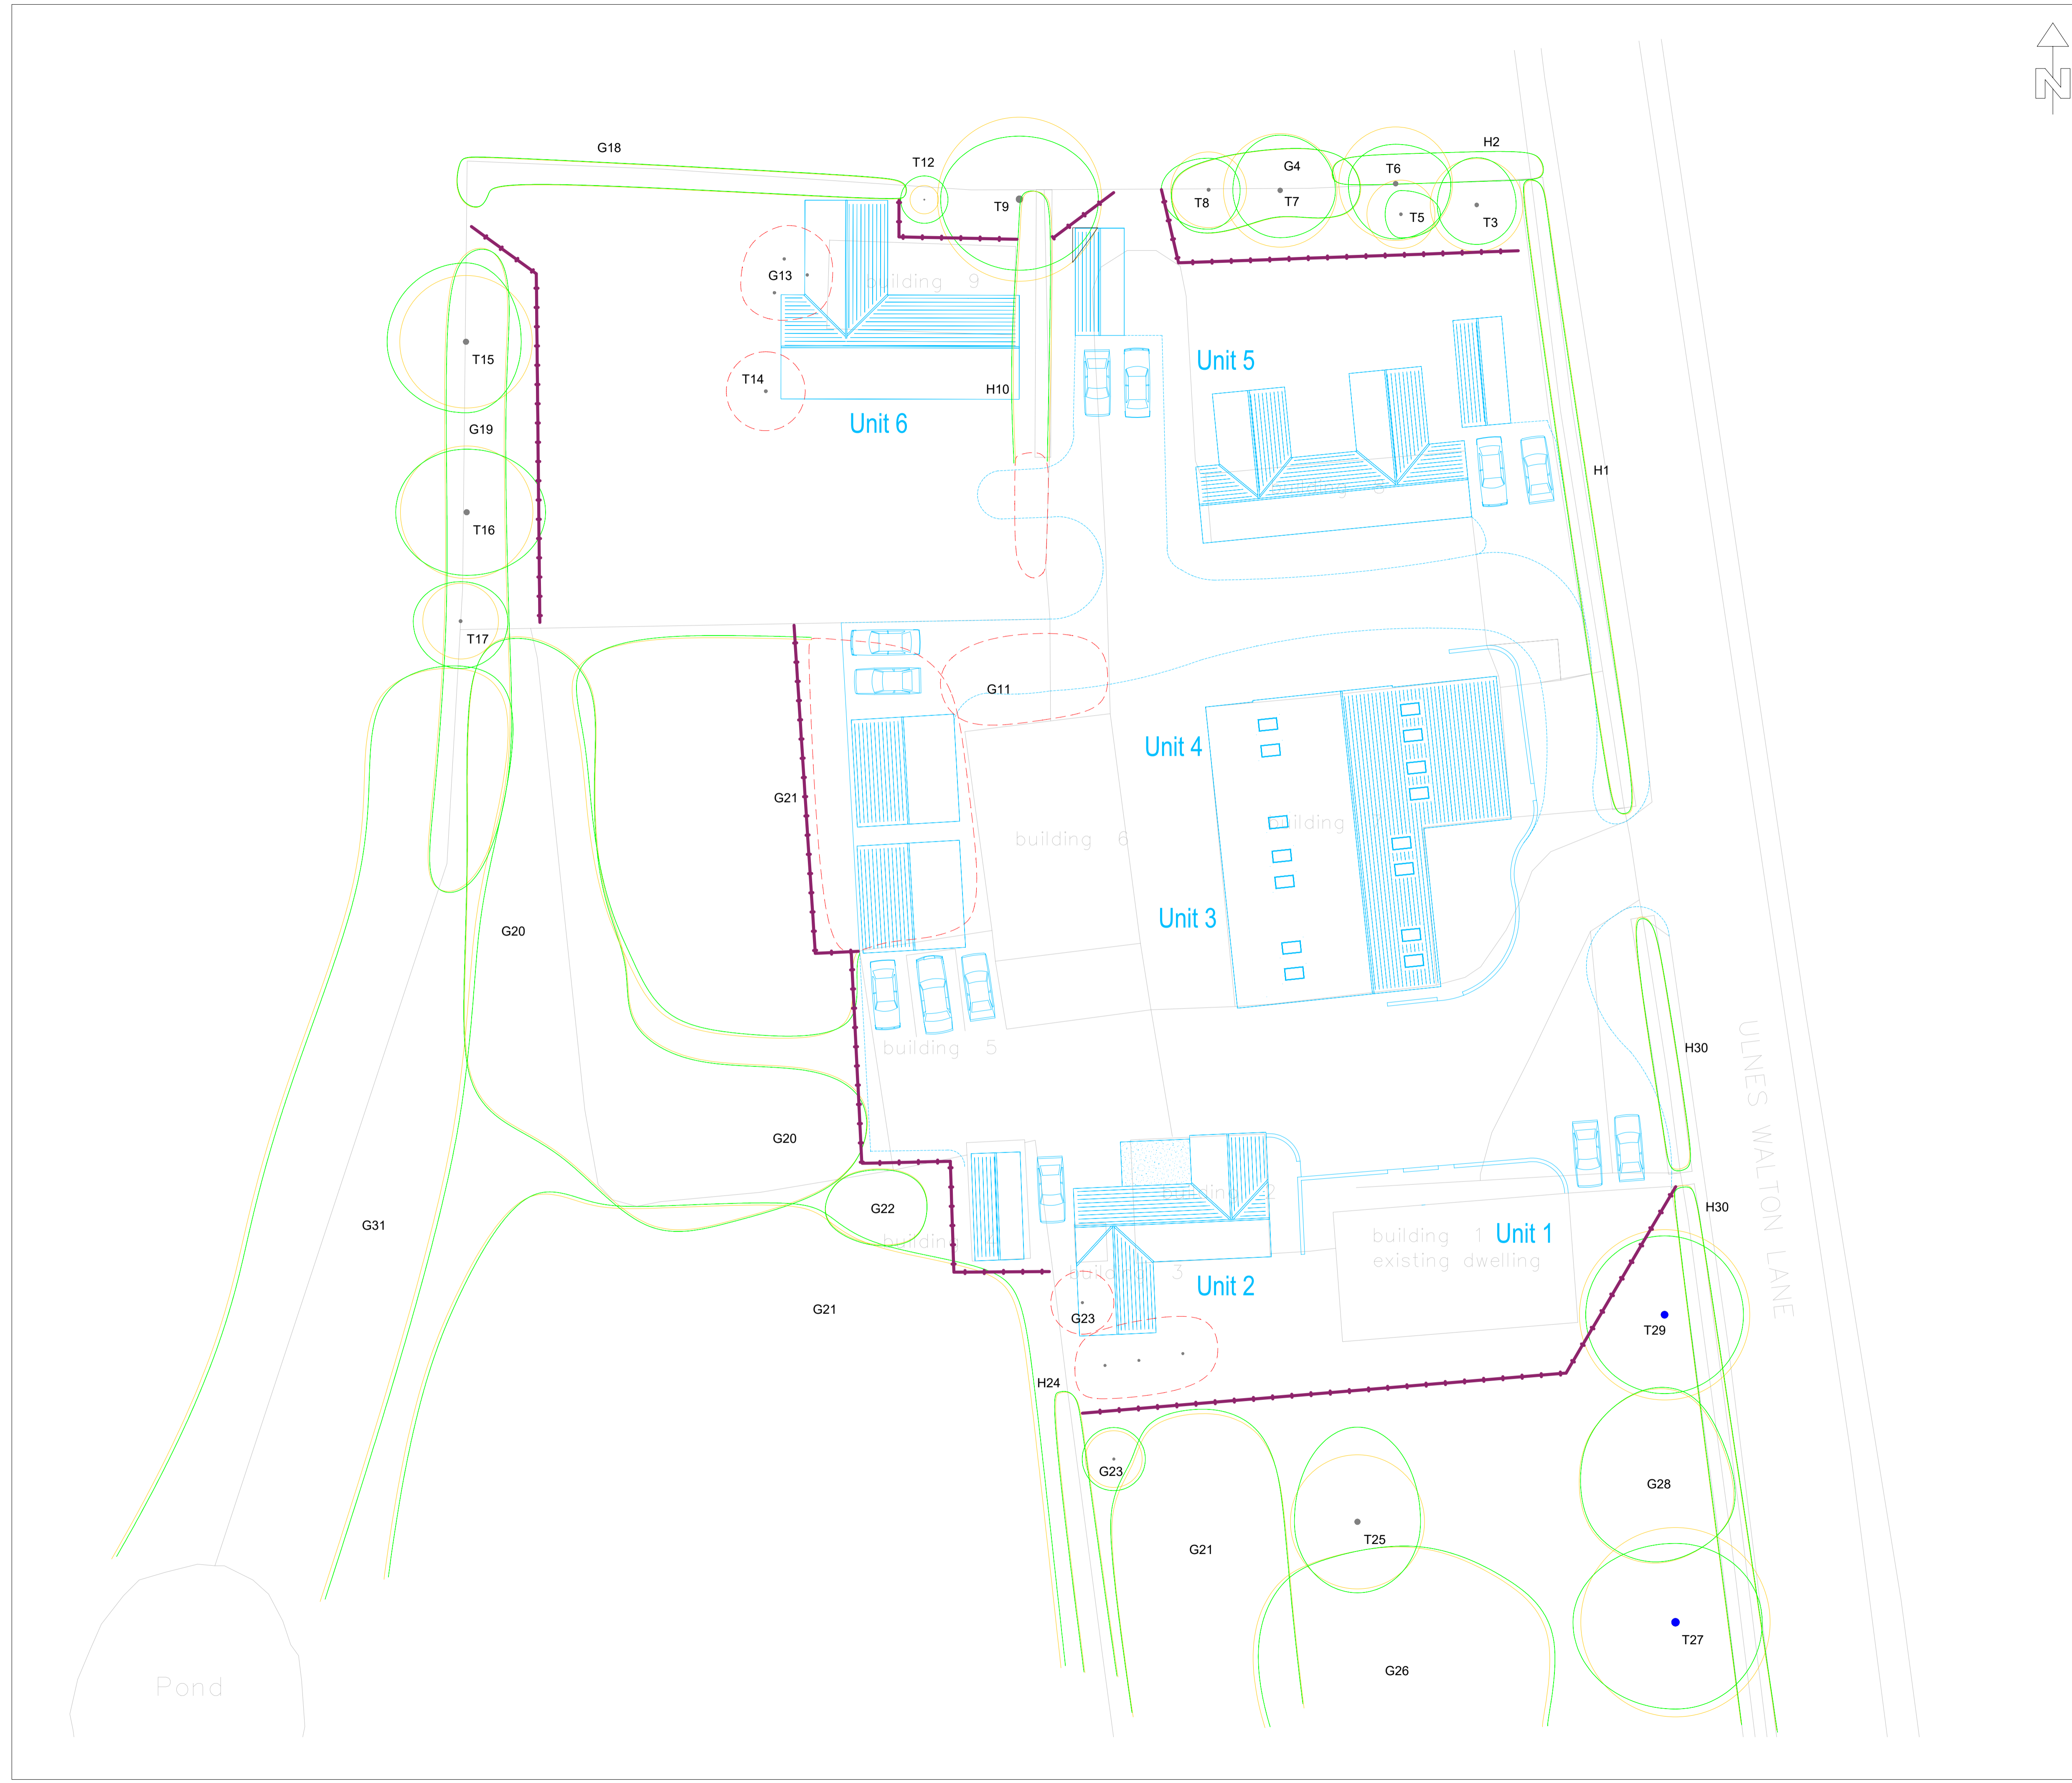 N
G18
T12
G4
T6
H2
T8
T7
T5
T3
T9
G13
building 9
T15
Unit 5
T14
H10
Unit 6
G19
H1
T16
T17
G11
Unit 4
G21
building 6
building
Unit 3
G20
building 5
H30
ULNES WALTON LANE
G20
G22
H30
G31
building
building 1
existing dwelling
Unit 1
Unit 2
G21
G23
T29
H24
G23
G28
T25
G21
T27
G26
Pond